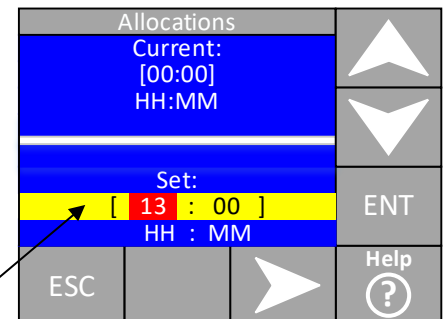 Allocations
Current:
[00:00]
HH:MM
Set:
[ 13 : 00 ]
HH : MM
ENT
ESC
Help
?